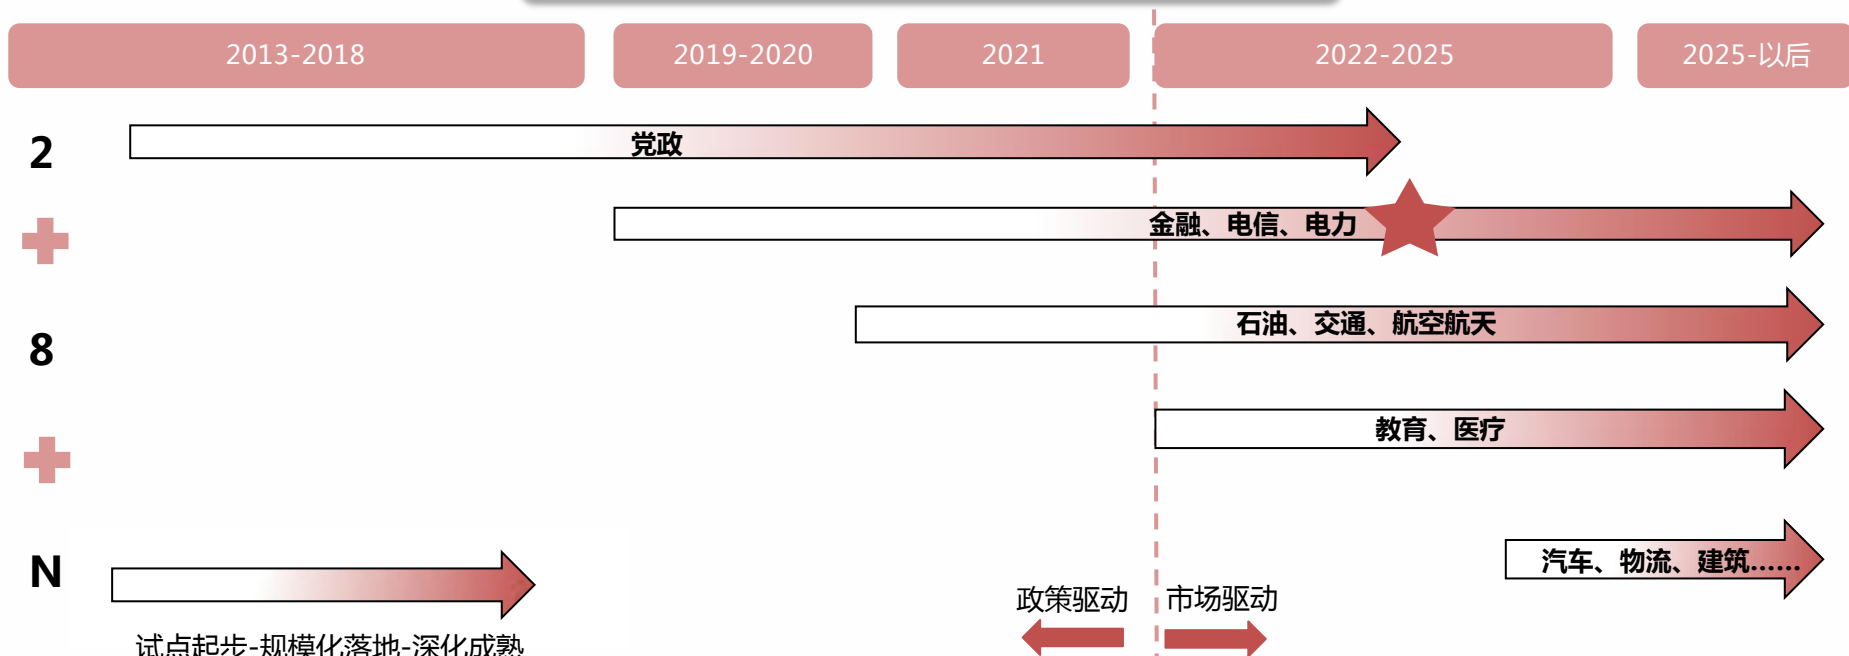 2013-2018
2019-2020
2021
2022-2025
2025-以后
2
党政
金融、电信、电力
8
石油、交通、航空航天
教育、医疗
N
汽车、物流、建筑……
政策驱动
市场驱动
试点起步-规模化落地-深化成熟